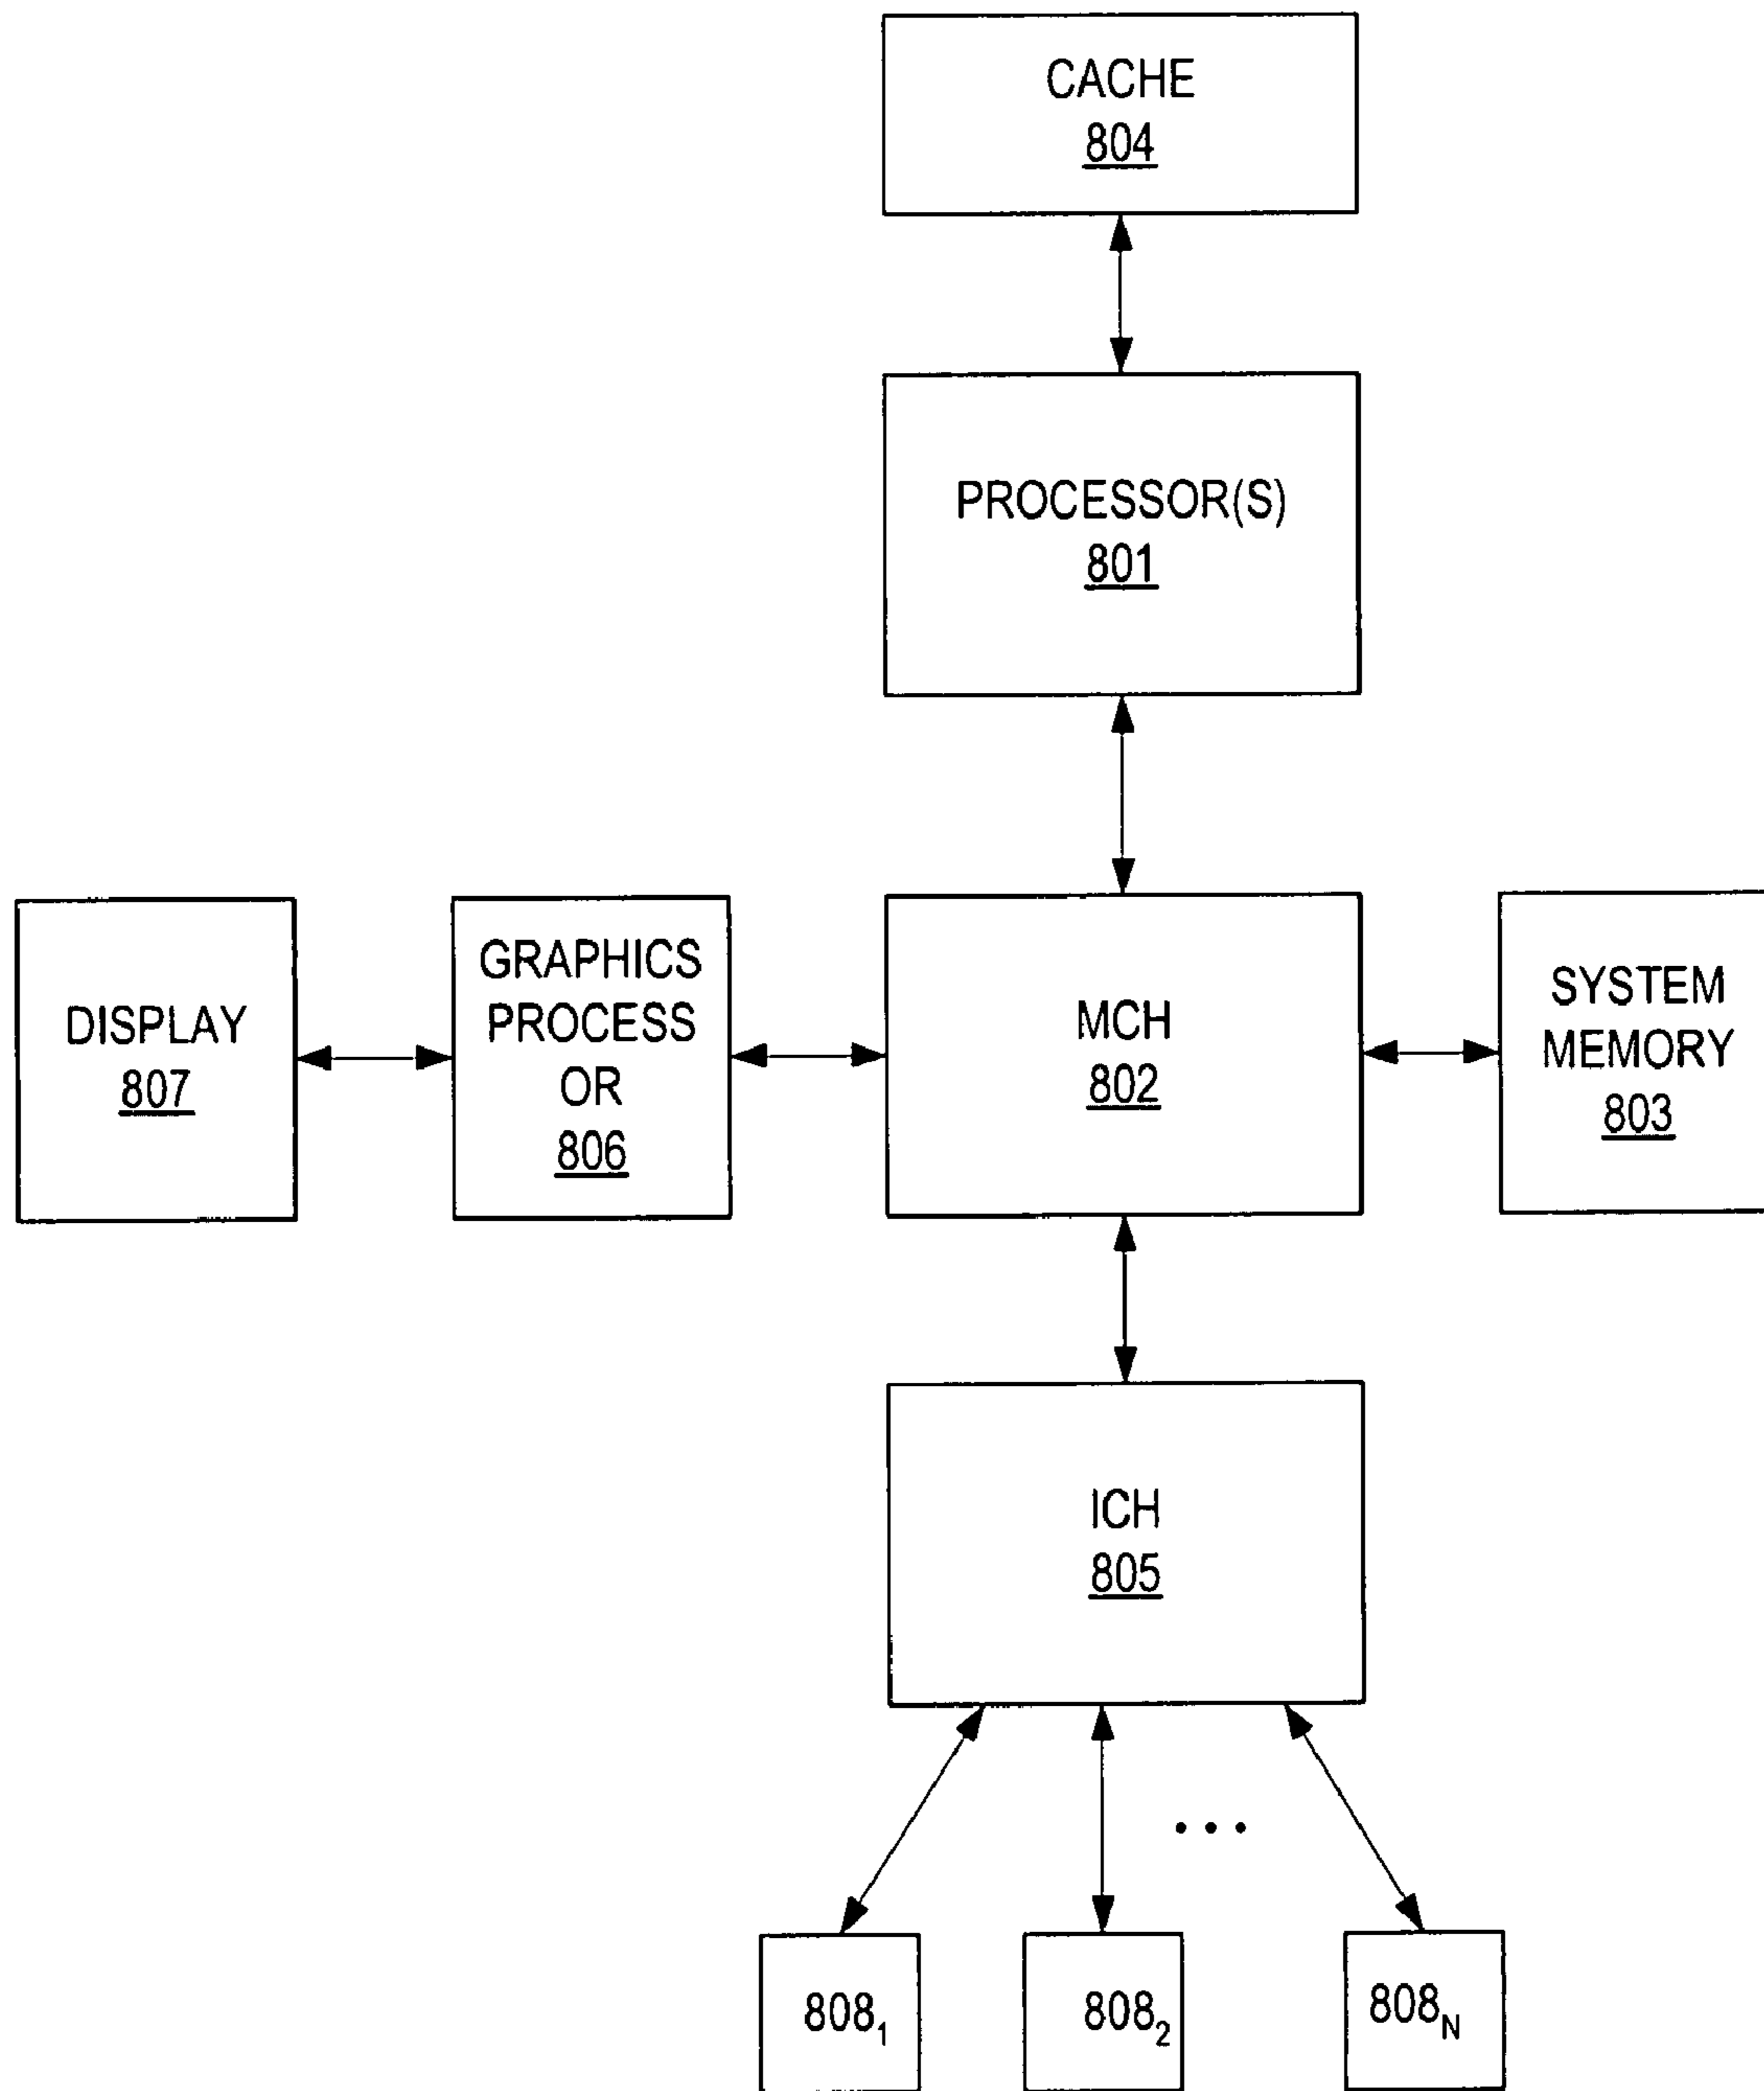 CACHE
804
PROCESSOR(S)
801
DISPLAY
807
GRAPHICS
PROCESS
OR
806
MCH
802
SYSTEM
MEMORY
803
ICH
805
• • •
808₁
808₂
808N